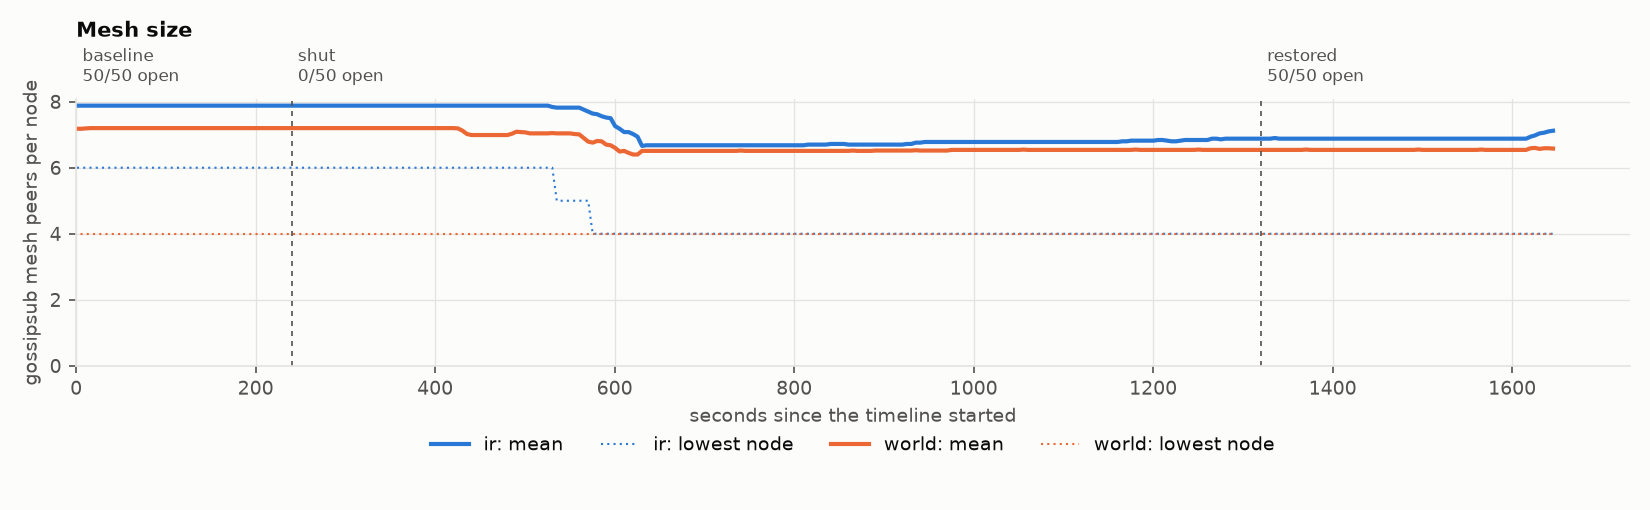 Mesh size
baseline
50/50 open
shut
0/50 open
restored
50/50 open
gossipsub mesh peers per node
8
6
4
2
0
0 200 400 600 800 1000 1200 1400 1600
seconds since the timeline started
ir: mean ir: lowest node world: mean world: lowest node